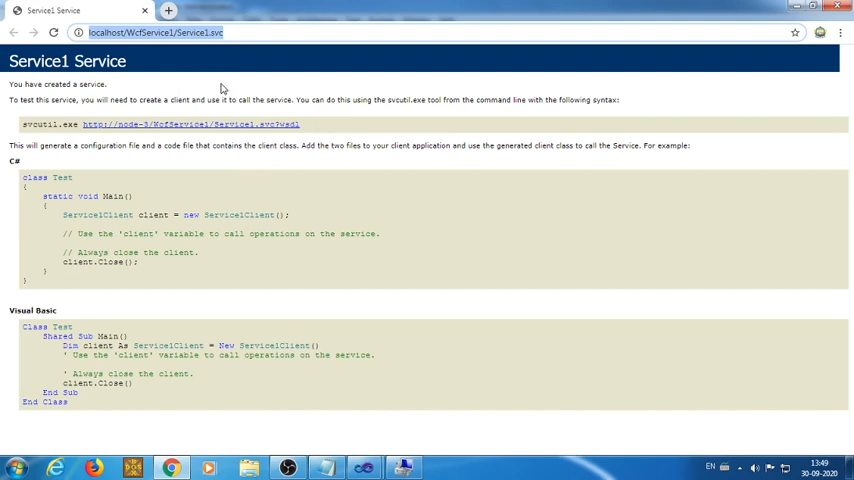 Service1 Service
localhost/WcfService1/Service1.svc
Service1 Service
You have created a service.
To test this service, you will need to create a client and use it to call the service. You can do this using the svcutil.exe tool from the command line with the following syntax:
svcutil.exe http://node-3/WcfService1/Service1.svc?wsdl
This will generate a configuration file and a code file that contains the client class. Add the two files to your client application and use the generated client class to call the Service. For example:
C#
class Test
{
static void Main()
{
Service1Client client = new Service1Client();
// Use the 'client' variable to call operations on the service.
// Always close the client.
client.Close();
}
}
Visual Basic
Class Test
Shared Sub Main()
Dim client As Service1Client = New Service1Client()
' Use the 'client' variable to call operations on the service.
' Always close the client.
client.Close()
End Sub
End Class
EN
13:49
30-09-2020